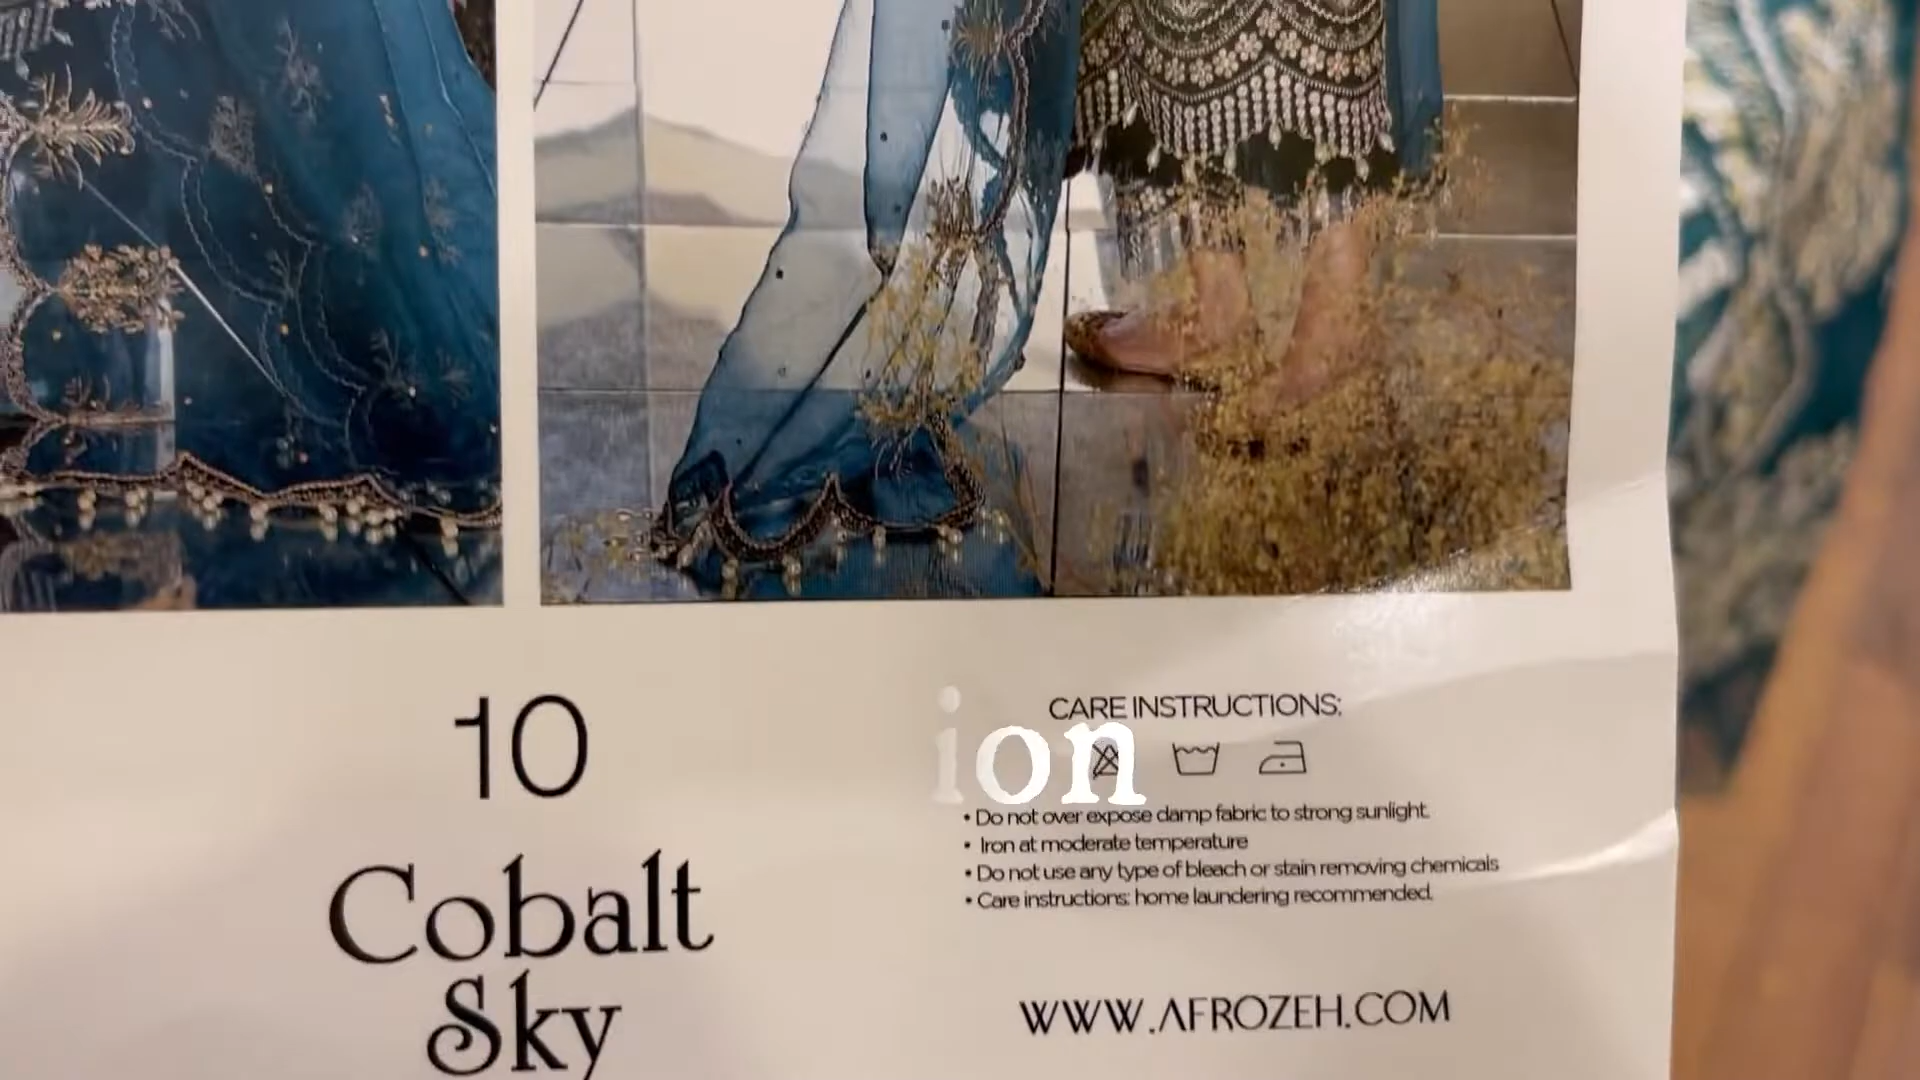 10
Cobalt
Sky
CARE INSTRUCTIONS:
ion
• Do not over expose damp fabric to strong sunlight.
• Iron at moderate temperature
• Do not use any type of bleach or stain removing chemicals
• Care instructions: home laundering recommended.
WWW.AFROZEH.COM